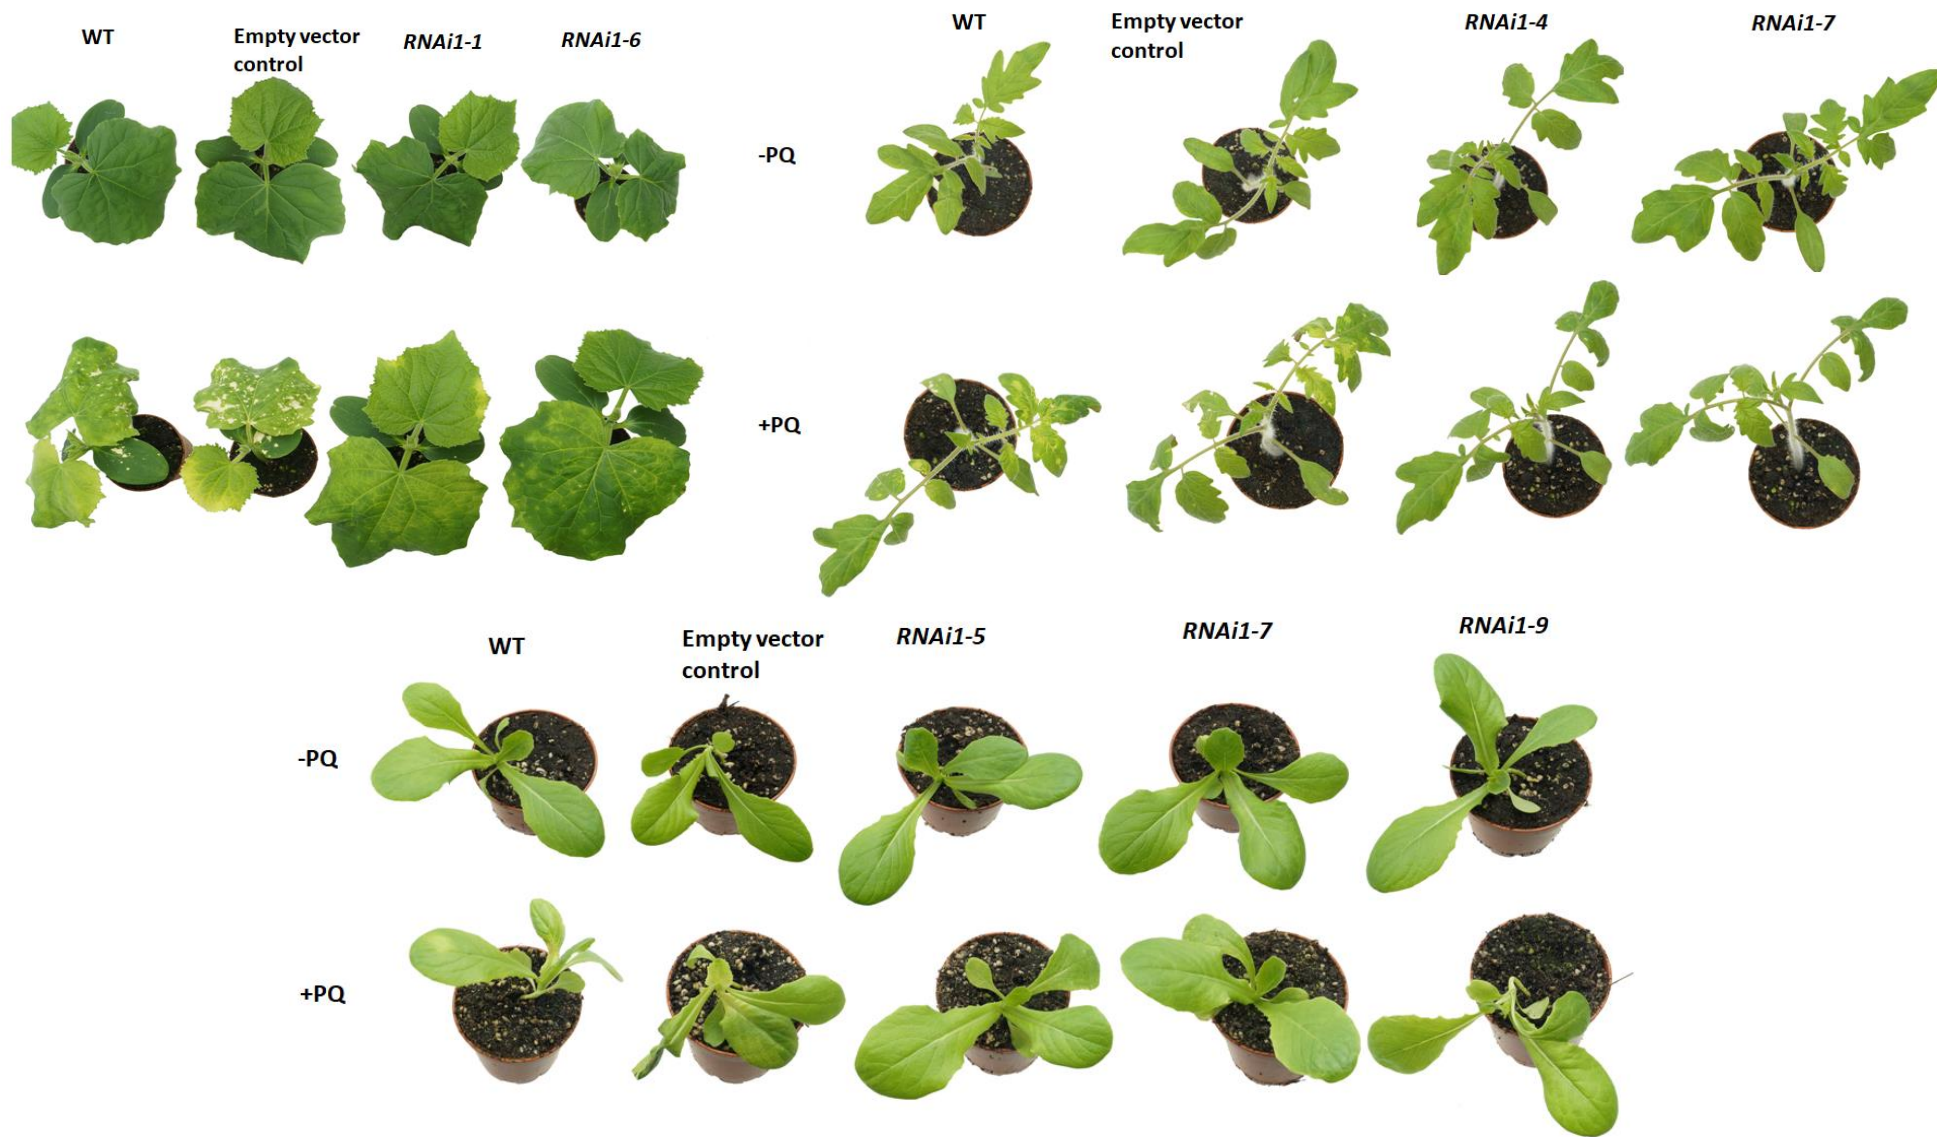 WT
Empty vector
control
RNAi1-1
RNAi1-6
WT
Empty vector
control
RNAi1-4
RNAi1-7
-PQ
+PQ
WT
Empty vector
control
RNAi1-5
RNAi1-7
RNAi1-9
-PQ
+PQ